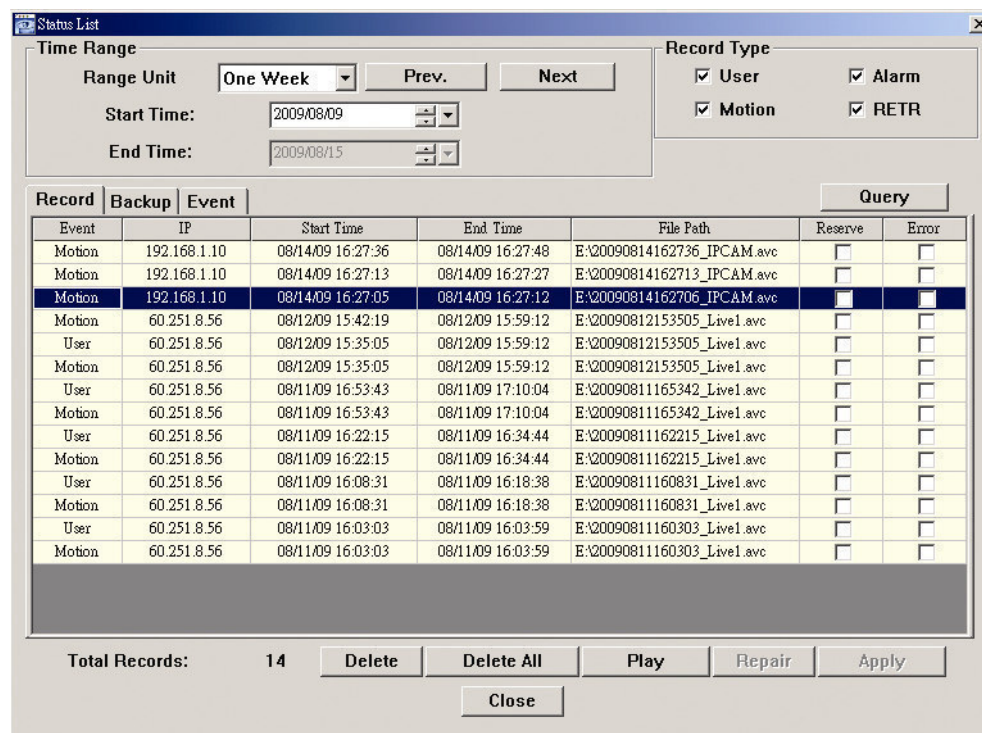 Status List
Time Range
Record Type
Range Unit One Week Prev. Next
User Alarm
Start Time: 2009/08/09
Motion RETR
End Time: 2009/08/15
Record Backup Event Query
Event IP Start Time End Time File Path Reserve Error
Motion 192.168.1.10 08/14/09 16:27:36 08/14/09 16:27:48 E:\20090814162736_IPCAM.avc
Motion 192.168.1.10 08/14/09 16:27:13 08/14/09 16:27:27 E:\20090814162713_IPCAM.avc
Motion 192.168.1.10 08/14/09 16:27:05 08/14/09 16:27:12 E:\20090814162706_IPCAM.avc
Motion 60.251.8.56 08/12/09 15:42:19 08/12/09 15:59:12 E:\20090812153505_Live1.avc
User 60.251.8.56 08/12/09 15:35:05 08/12/09 15:59:12 E:\20090812153505_Live1.avc
Motion 60.251.8.56 08/12/09 15:35:05 08/12/09 15:59:12 E:\20090812153505_Live1.avc
User 60.251.8.56 08/11/09 16:53:43 08/11/09 17:10:04 E:\20090811165342_Live1.avc
Motion 60.251.8.56 08/11/09 16:53:43 08/11/09 17:10:04 E:\20090811165342_Live1.avc
User 60.251.8.56 08/11/09 16:22:15 08/11/09 16:34:44 E:\20090811162215_Live1.avc
Motion 60.251.8.56 08/11/09 16:22:15 08/11/09 16:34:44 E:\20090811162215_Live1.avc
User 60.251.8.56 08/11/09 16:08:31 08/11/09 16:18:38 E:\20090811160831_Live1.avc
Motion 60.251.8.56 08/11/09 16:08:31 08/11/09 16:18:38 E:\20090811160831_Live1.avc
User 60.251.8.56 08/11/09 16:03:03 08/11/09 16:03:59 E:\20090811160303_Live1.avc
Motion 60.251.8.56 08/11/09 16:03:03 08/11/09 16:03:59 E:\20090811160303_Live1.avc
Total Records: 14 Delete Delete All Play Repair Apply
Close